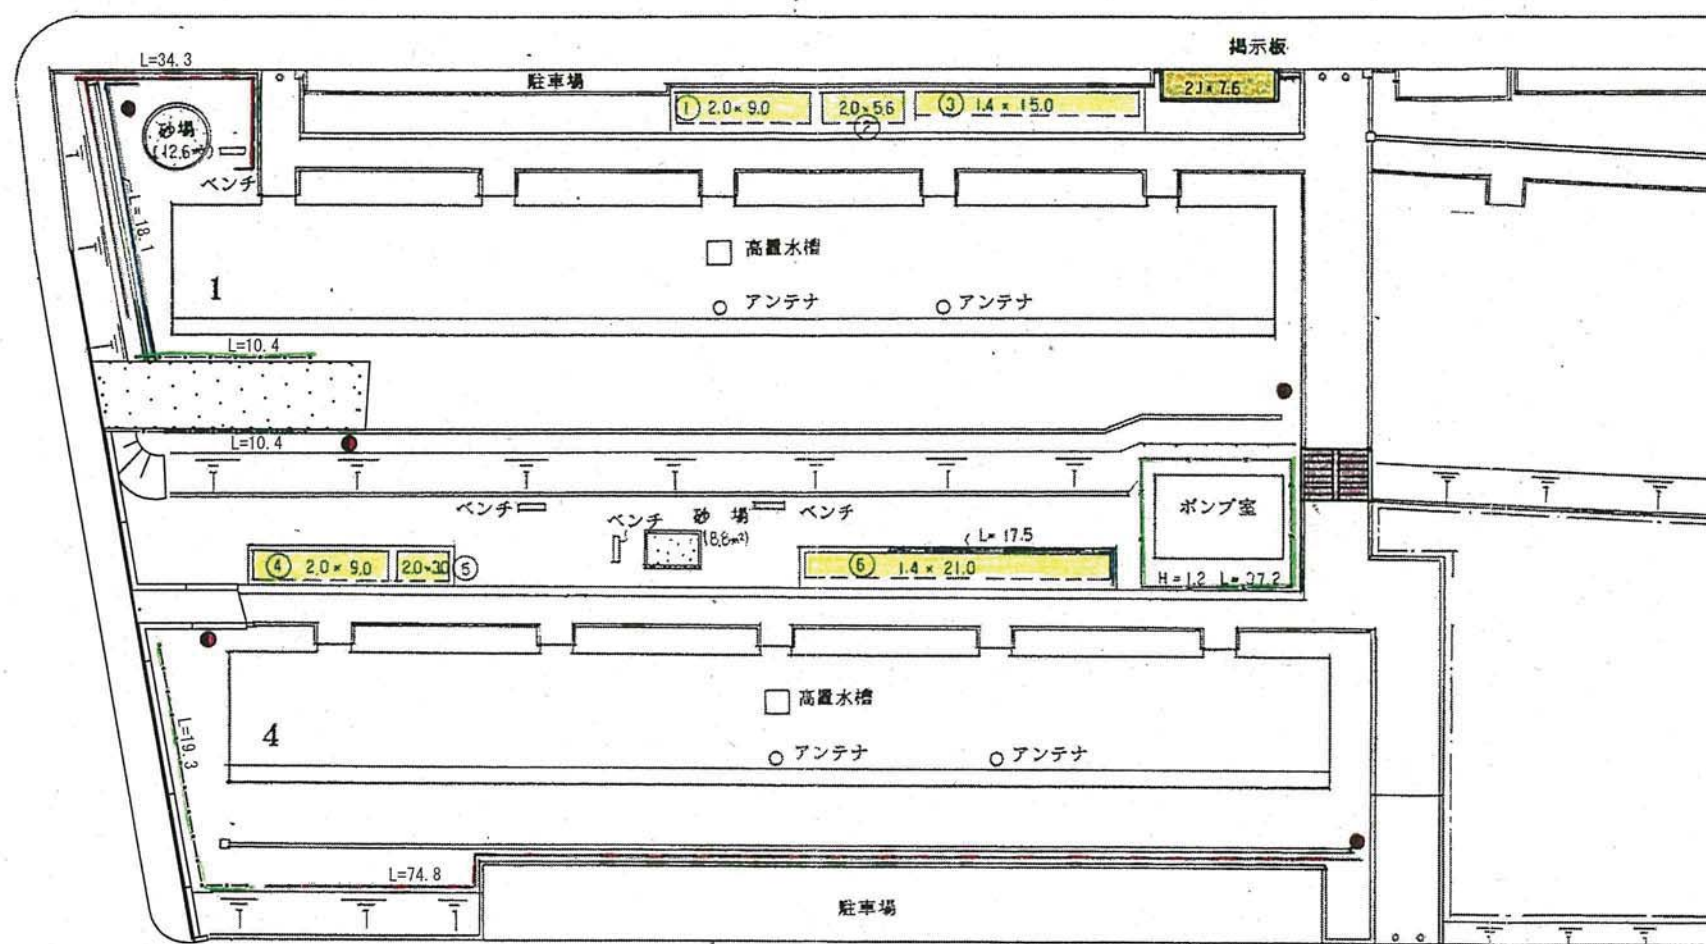 掲示板
L=34.3
駐車場
2.1×7.6
① 2.0×9.0
2.0×5.6
②
③ 1.4×15.0
砂場
(12.6㎡)
ベンチ
L=18.1
高置水槽
1
アンテナ
アンテナ
L=10.4
L=10.4
ベンチ
ベンチ
砂場
(8.8㎡)
ベンチ
ポンプ室
L=17.5
④ 2.0×9.0
2.0×3.0
⑤
⑥ 1.4×21.0
H=1.2 L=37.2
高置水槽
4
アンテナ
アンテナ
L=19.3
L=74.8
駐車場